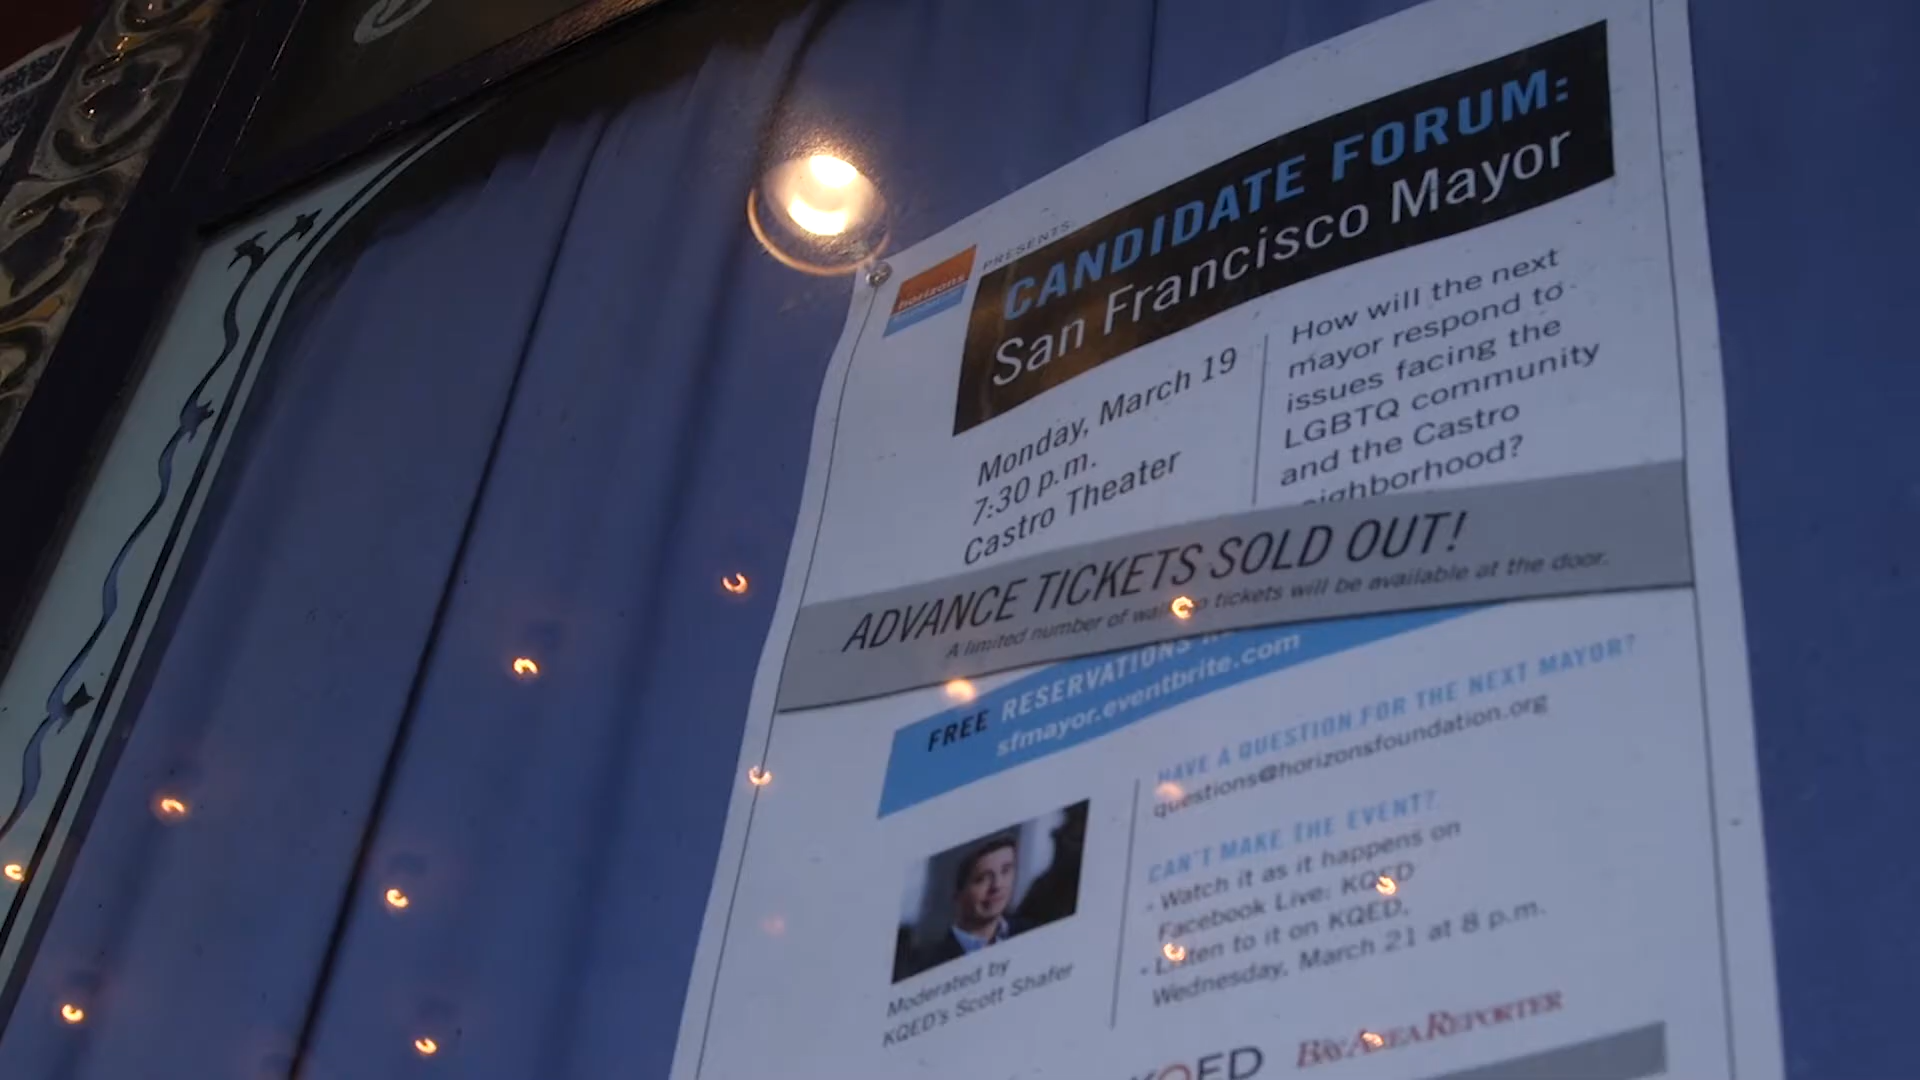 horizons
PRESENTS:
CANDIDATE FORUM:
San Francisco Mayor
Monday, March 19
7:30 p.m.
Castro Theater
How will the next
mayor respond to
issues facing the
LGBTQ community
and the Castro
neighborhood?
ADVANCE TICKETS SOLD OUT!
A limited number of tickets will be available at the door.
FREE RESERVATIONS
sfmayor.eventbrite.com
HAVE A QUESTION FOR THE NEXT MAYOR?
questions@horizonsfoundation.org
CAN'T MAKE THE EVENT?
- Watch it as it happens on
Facebook Live: KQED
- Listen to it on KQED,
Wednesday, March 21 at 8 p.m.
Moderated by
KQED's Scott Shafer
KQED
BAY AREA REPORTER